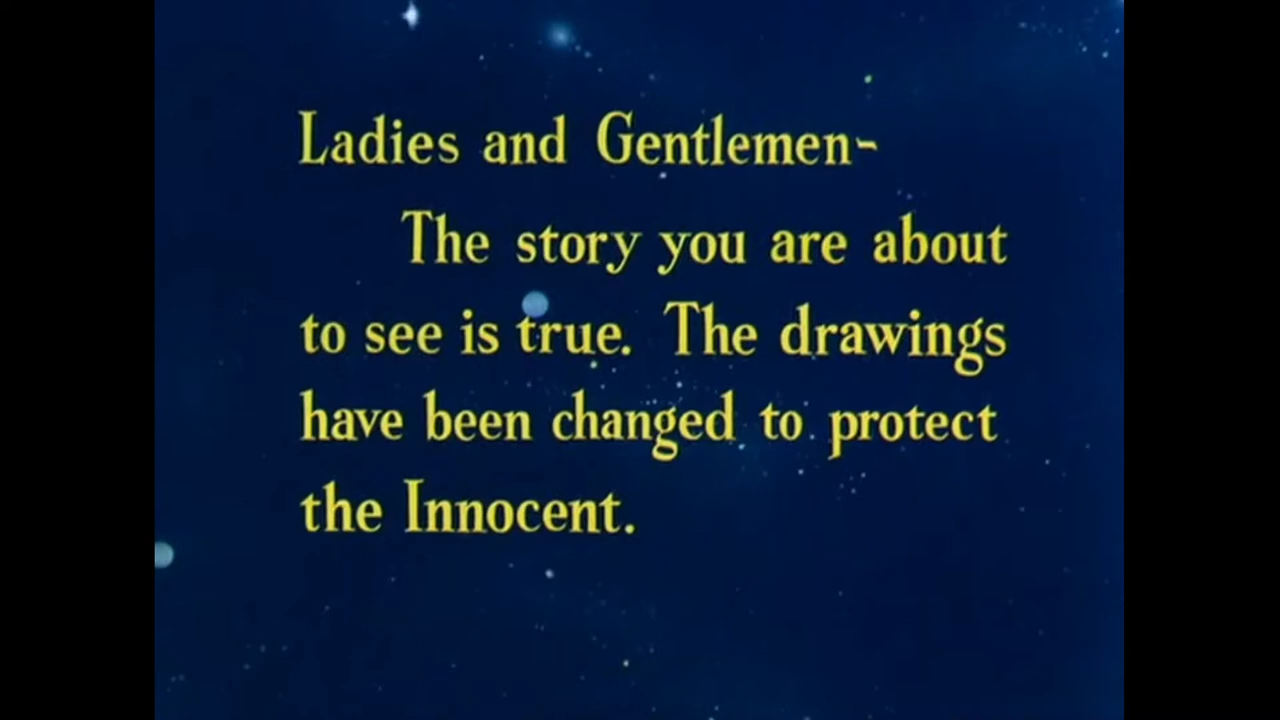 Ladies and Gentlemen-
The story you are about
to see is true. The drawings
have been changed to protect
the Innocent.